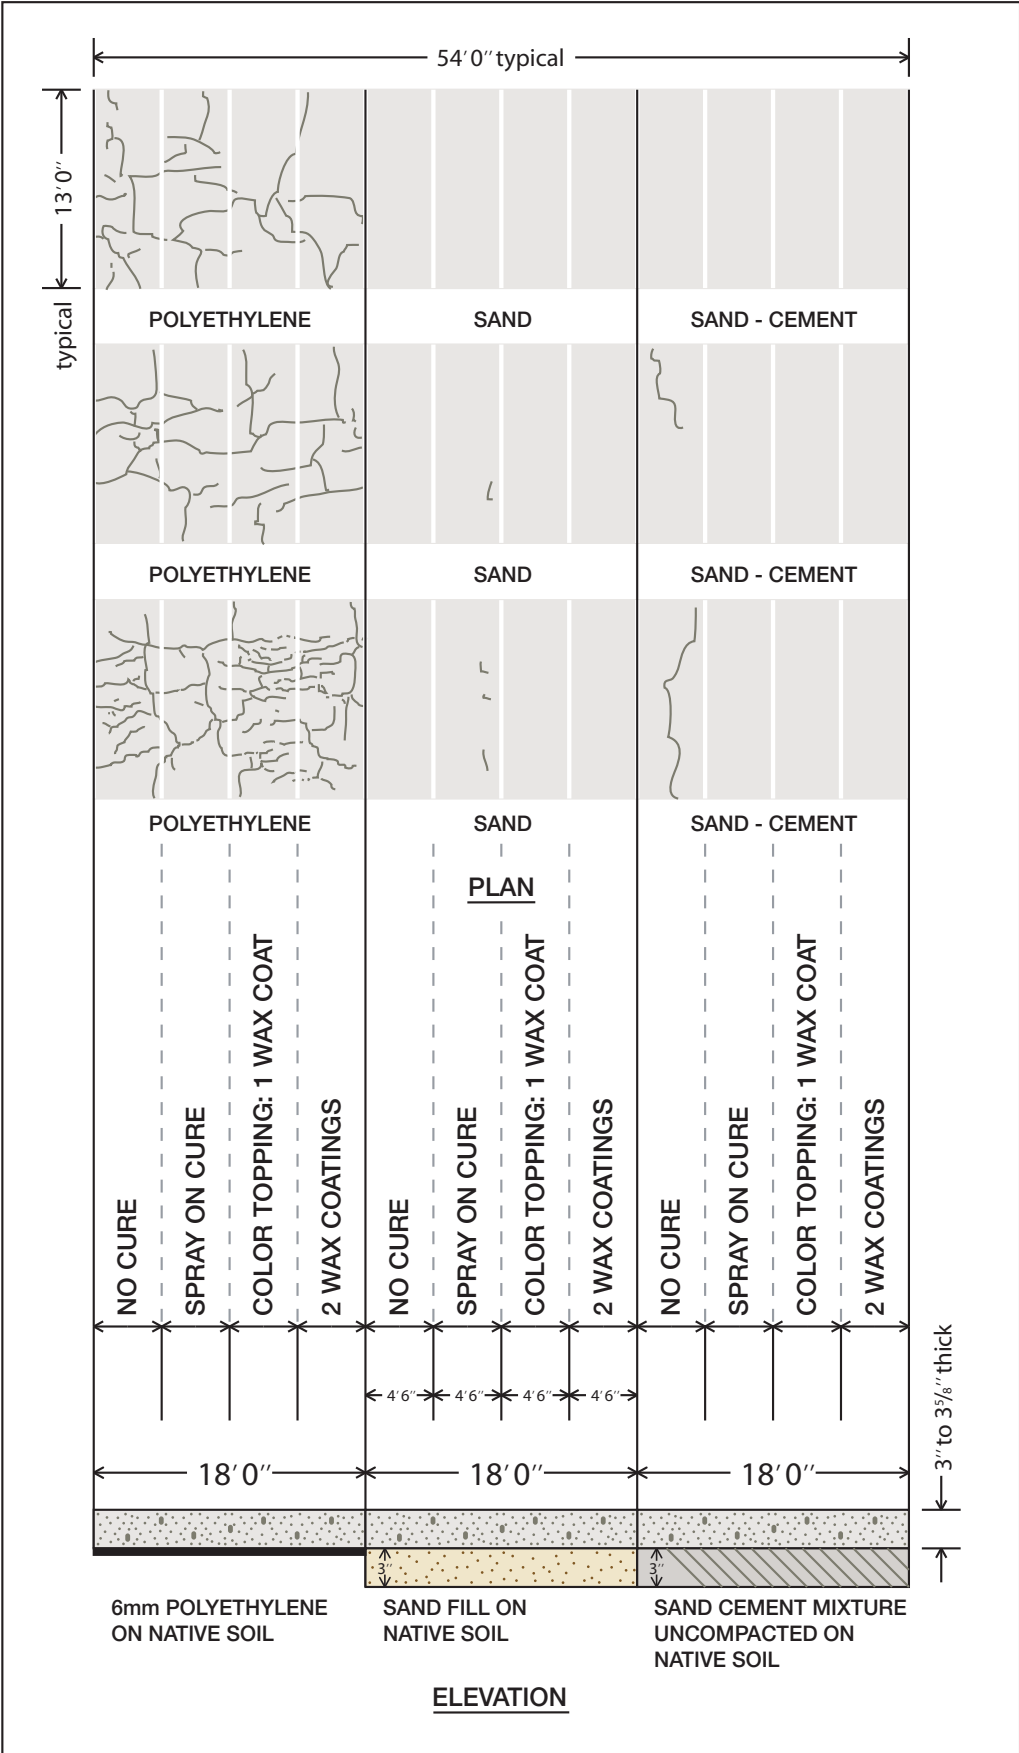 54'0'' typical
13'0''
typical
POLYETHYLENE
SAND
SAND - CEMENT
POLYETHYLENE
SAND
SAND - CEMENT
POLYETHYLENE
SAND
SAND - CEMENT
PLAN
NO CURE
SPRAY ON CURE
COLOR TOPPING: 1 WAX COAT
2 WAX COATINGS
NO CURE
SPRAY ON CURE
COLOR TOPPING: 1 WAX COAT
2 WAX COATINGS
NO CURE
SPRAY ON CURE
COLOR TOPPING: 1 WAX COAT
2 WAX COATINGS
4'6''
4'6''
4'6''
4'6''
18'0''
18'0''
18'0''
3'' to 3⁵/₈'' thick
3''
3''
6mm POLYETHYLENE
ON NATIVE SOIL
SAND FILL ON
NATIVE SOIL
SAND CEMENT MIXTURE
UNCOMPACTED ON
NATIVE SOIL
ELEVATION